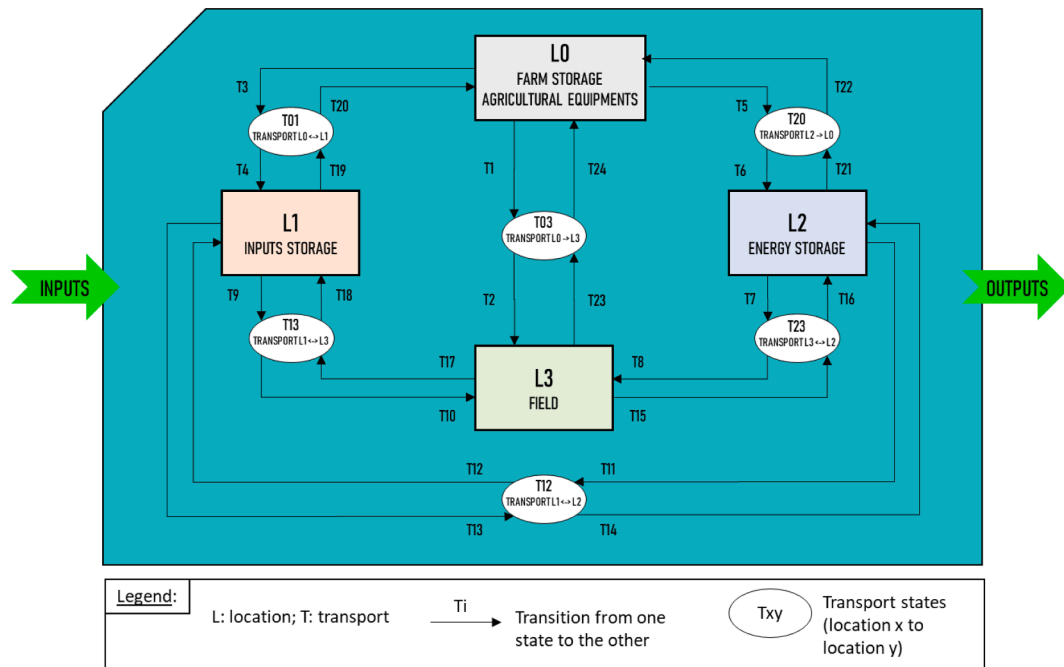 L0
FARM STORAGE
AGRICULTURAL EQUIPMENTS
T3
T20
T5
T22
T01
TRANSPORT L0 <-> L1
T20
TRANSPORT L2 -> L0
T4
T19
T1
T24
T6
T21
L1
INPUTS STORAGE
T03
TRANSPORT L0 -> L3
L2
ENERGY STORAGE
INPUTS
OUTPUTS
T9
T18
T2
T23
T7
T16
T13
TRANSPORT L1 <-> L3
T23
TRANSPORT L3 <-> L2
T17
T8
L3
FIELD
T10
T15
T12
T11
T12
TRANSPORT L1 <-> L2
T13
T14
Legend:
L: location; T: transport
Ti
Transition from one
state to the other
Txy
Transport states
(location x to
location y)